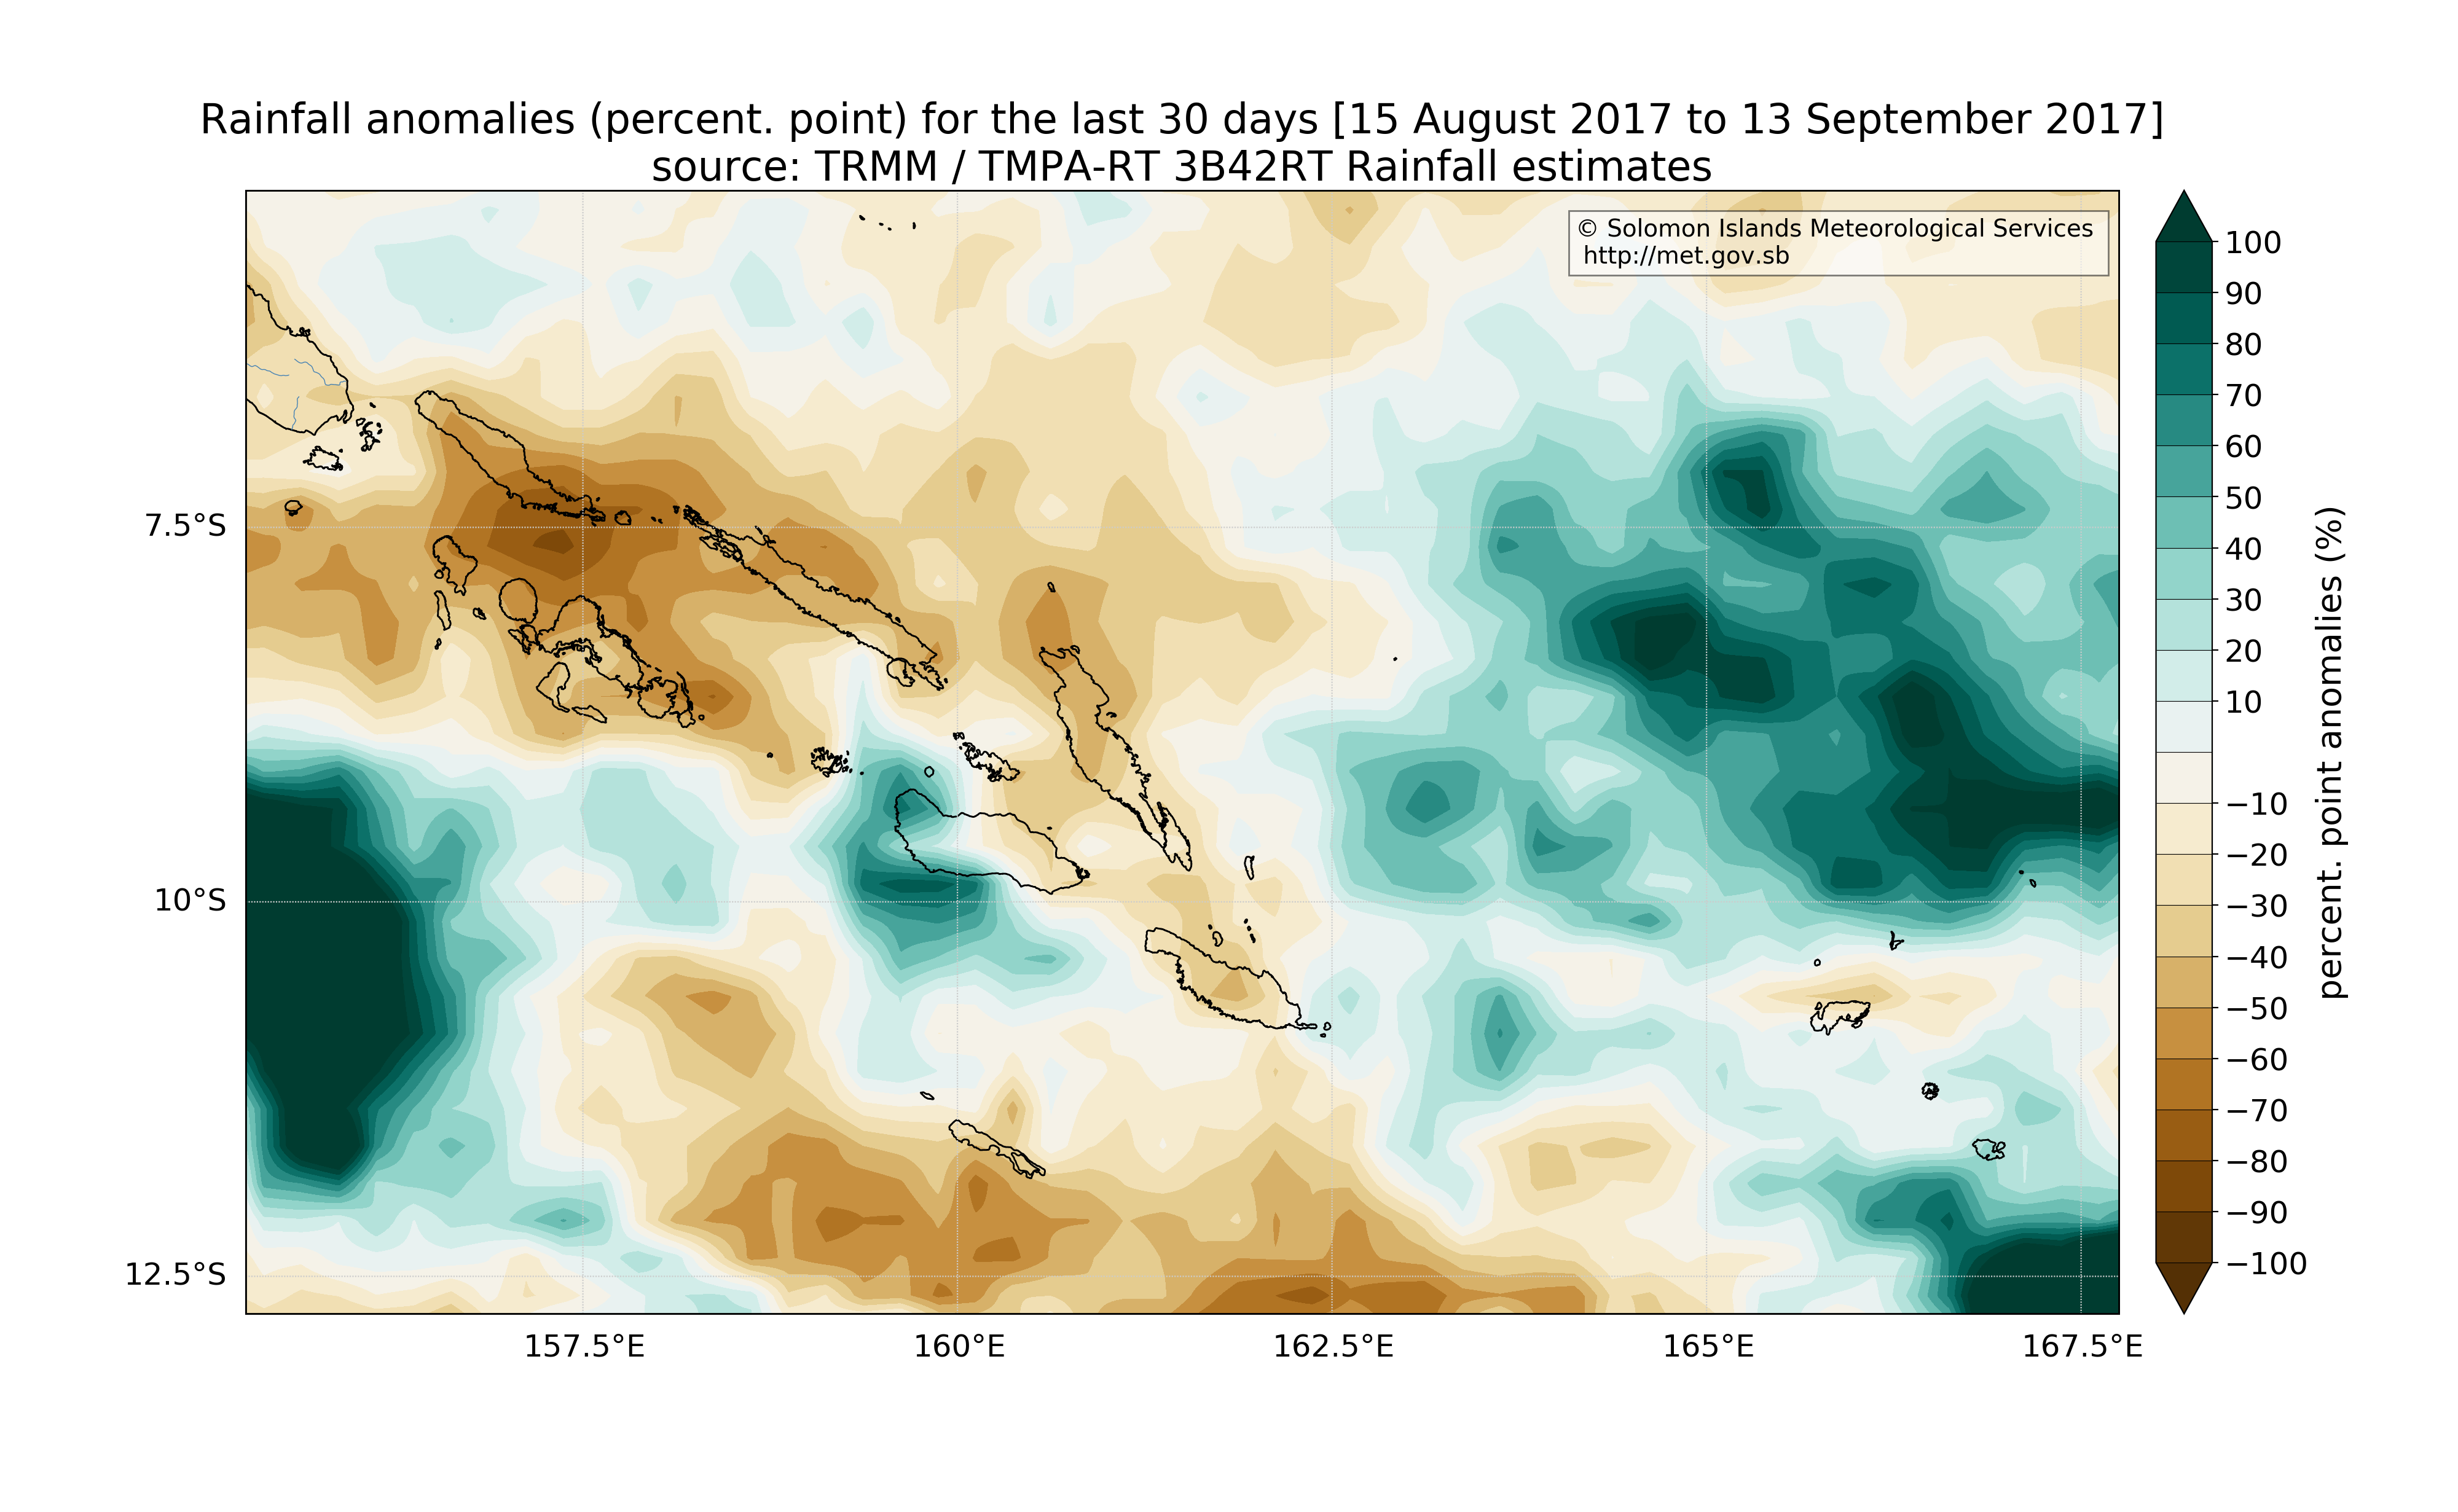 Rainfall anomalies (percent. point) for the last 30 days [15 August 2017 to 13 September 2017]
source: TRMM / TMPA-RT 3B42RT Rainfall estimates
© Solomon Islands Meteorological Services
http://met.gov.sb
7.5°S
10°S
12.5°S
157.5°E
160°E
162.5°E
165°E
167.5°E
100
90
80
70
60
50
40
30
20
10
−10
−20
−30
−40
−50
−60
−70
−80
−90
−100
percent. point anomalies (%)